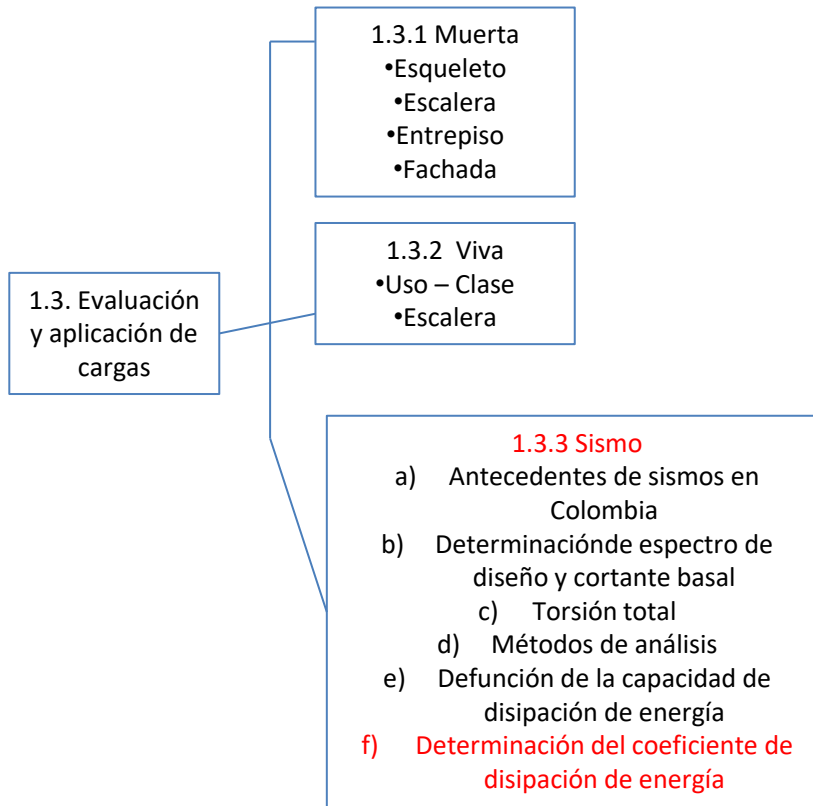 1.3. Evaluación
y aplicación de
cargas
1.3.1 Muerta
•Esqueleto
•Escalera
•Entrepiso
•Fachada
1.3.2 Viva
•Uso – Clase
•Escalera
1.3.3 Sismo
a) Antecedentes de sismos en
Colombia
b) Determinaciónde espectro de
diseño y cortante basal
c) Torsión total
d) Métodos de análisis
e) Defunción de la capacidad de
disipación de energía
f) Determinación del coeficiente de
disipación de energía